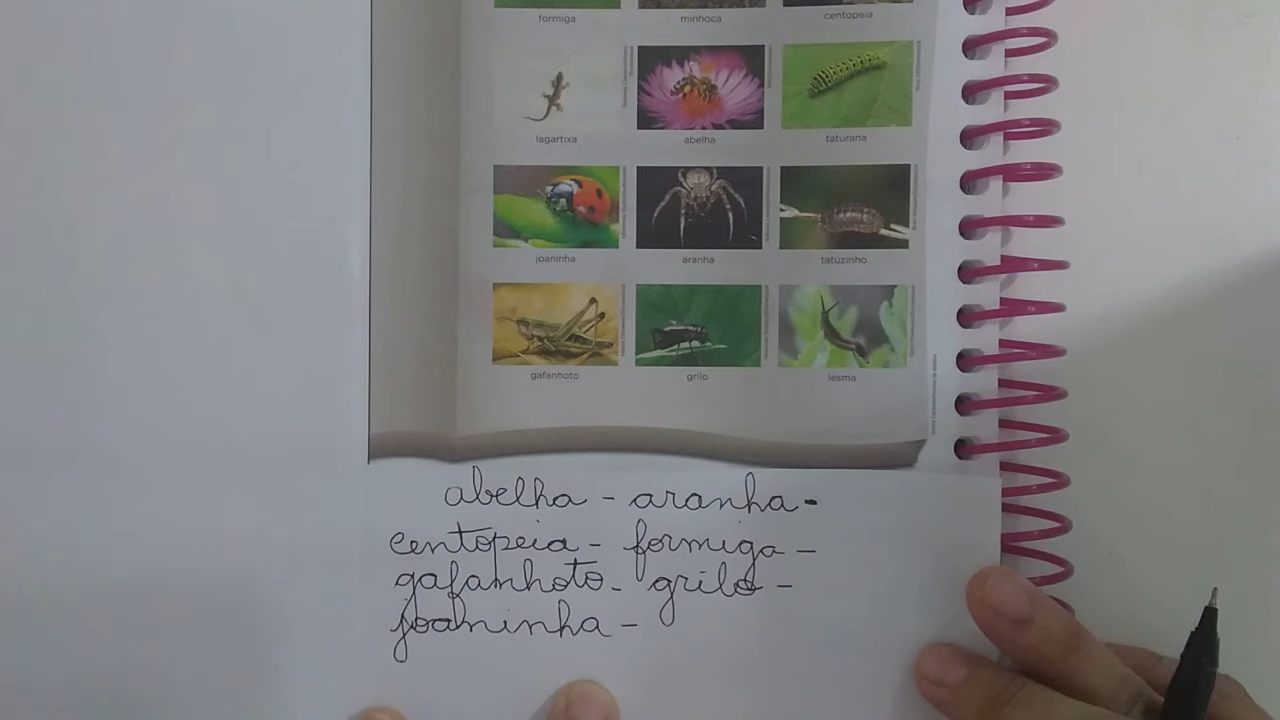 formiga minhoca centopeia
lagartixa abelha taturana
joaninha aranha tatuzinho
gafanhoto grilo lesma
abelha - aranha -
centopeia - formiga -
gafanhoto - grilo -
joaninha -